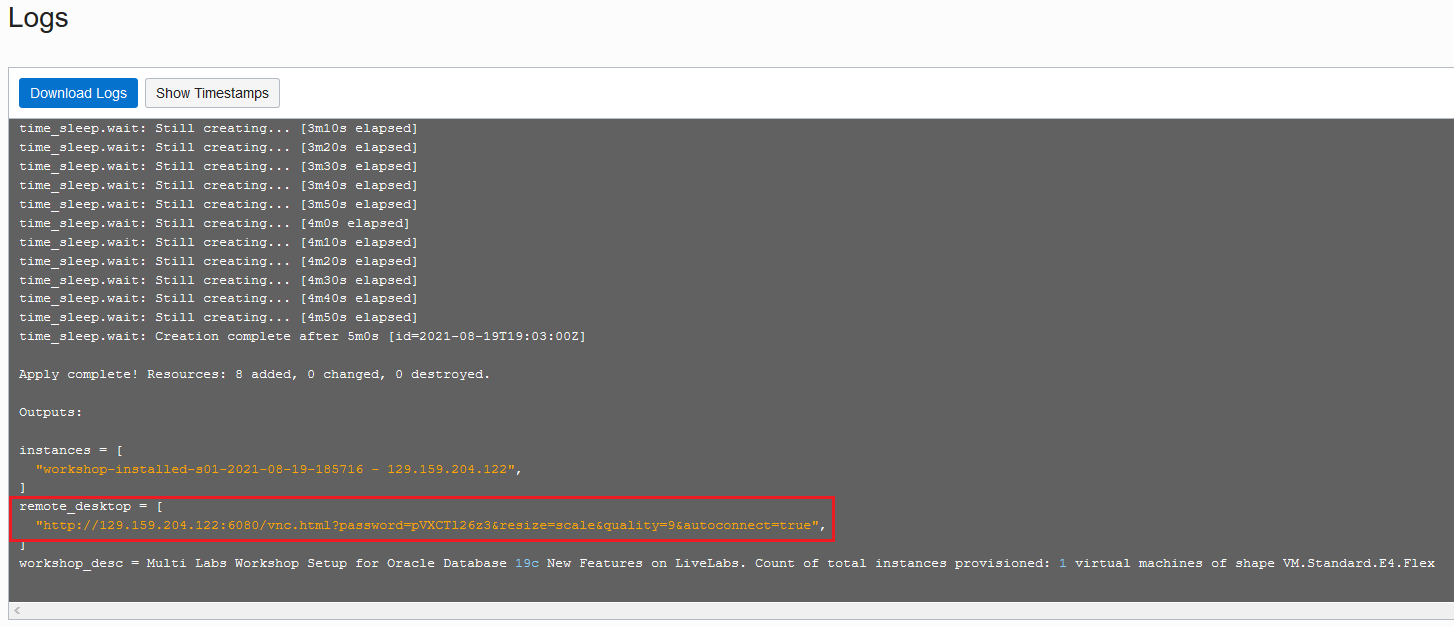 Logs
Download Logs Show Timestamps
time_sleep.wait: Still creating... [3m10s elapsed]
time_sleep.wait: Still creating... [3m20s elapsed]
time_sleep.wait: Still creating... [3m30s elapsed]
time_sleep.wait: Still creating... [3m40s elapsed]
time_sleep.wait: Still creating... [3m50s elapsed]
time_sleep.wait: Still creating... [4m0s elapsed]
time_sleep.wait: Still creating... [4m10s elapsed]
time_sleep.wait: Still creating... [4m20s elapsed]
time_sleep.wait: Still creating... [4m30s elapsed]
time_sleep.wait: Still creating... [4m40s elapsed]
time_sleep.wait: Still creating... [4m50s elapsed]
time_sleep.wait: Creation complete after 5m0s [id=2021-08-19T19:03:00Z]
Apply complete! Resources: 8 added, 0 changed, 0 destroyed.
Outputs:
instances = [
"workshop-installed-s01-2021-08-19-185716 - 129.159.204.122",
]
remote_desktop = [
"http://129.159.204.122:6080/vnc.html?password=pVXCTl26z3&resize=scale&quality=9&autoconnect=true",
]
workshop_desc = Multi Labs Workshop Setup for Oracle Database 19c New Features on LiveLabs. Count of total instances provisioned: 1 virtual machines of shape VM.Standard.E4.Flex